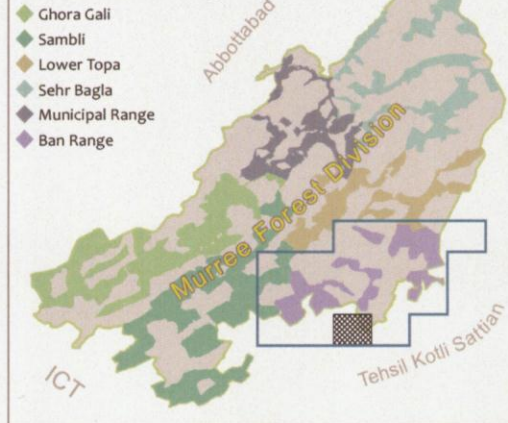 Ghora Gali
Sambli
Lower Topa
Sehr Bagla
Municipal Range
Ban Range
Abbottabad
Murree Forest Division
ICT
Tehsil Kotli Sattian